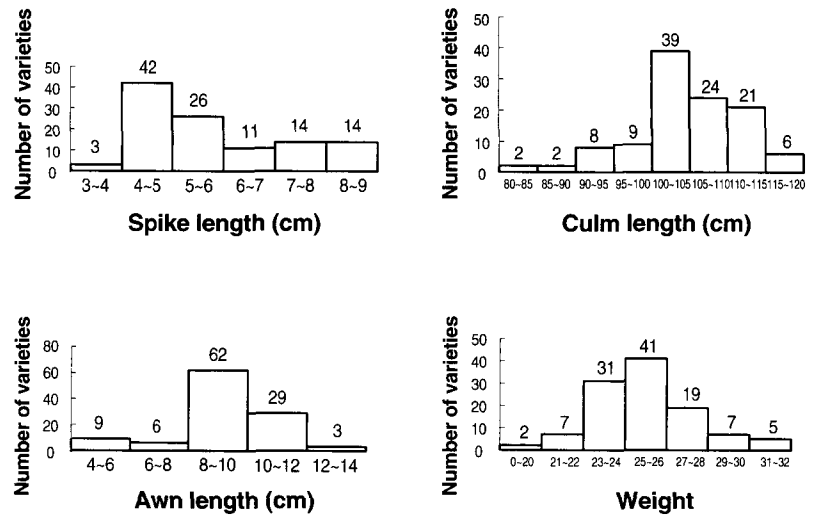 Number of varieties
50
40
30
20
10
0
3 42 26 11 14 14
3~4 4~5 5~6 6~7 7~8 8~9
Spike length (cm)
Number of varieties
50
40
30
20
10
0
2 2 8 9 39 24 21 6
80~85 85~90 90~95 95~100 100~105 105~110 110~115 115~120
Culm length (cm)
Number of varieties
80
60
40
20
0
9 6 62 29 3
4~6 6~8 8~10 10~12 12~14
Awn length (cm)
Number of varieties
50
40
30
20
10
0
2 7 31 41 19 7 5
0~20 21~22 23~24 25~26 27~28 29~30 31~32
Weight